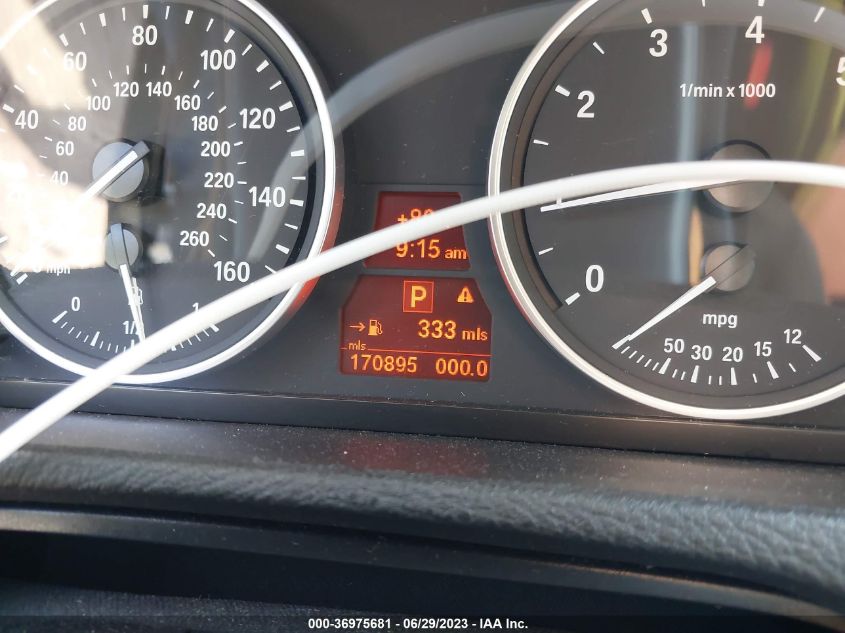 40 60 80 100 120 140 160
40 60 80 100 120 140 160 180 200 220 240 260
mph
0 1
9:15 am
P
333 mls
mls
170895 000.0
0 2 3 4 5
1/min x 1000
mpg
50 30 20 15 12
000-36975681 - 06/29/2023 - IAA Inc.